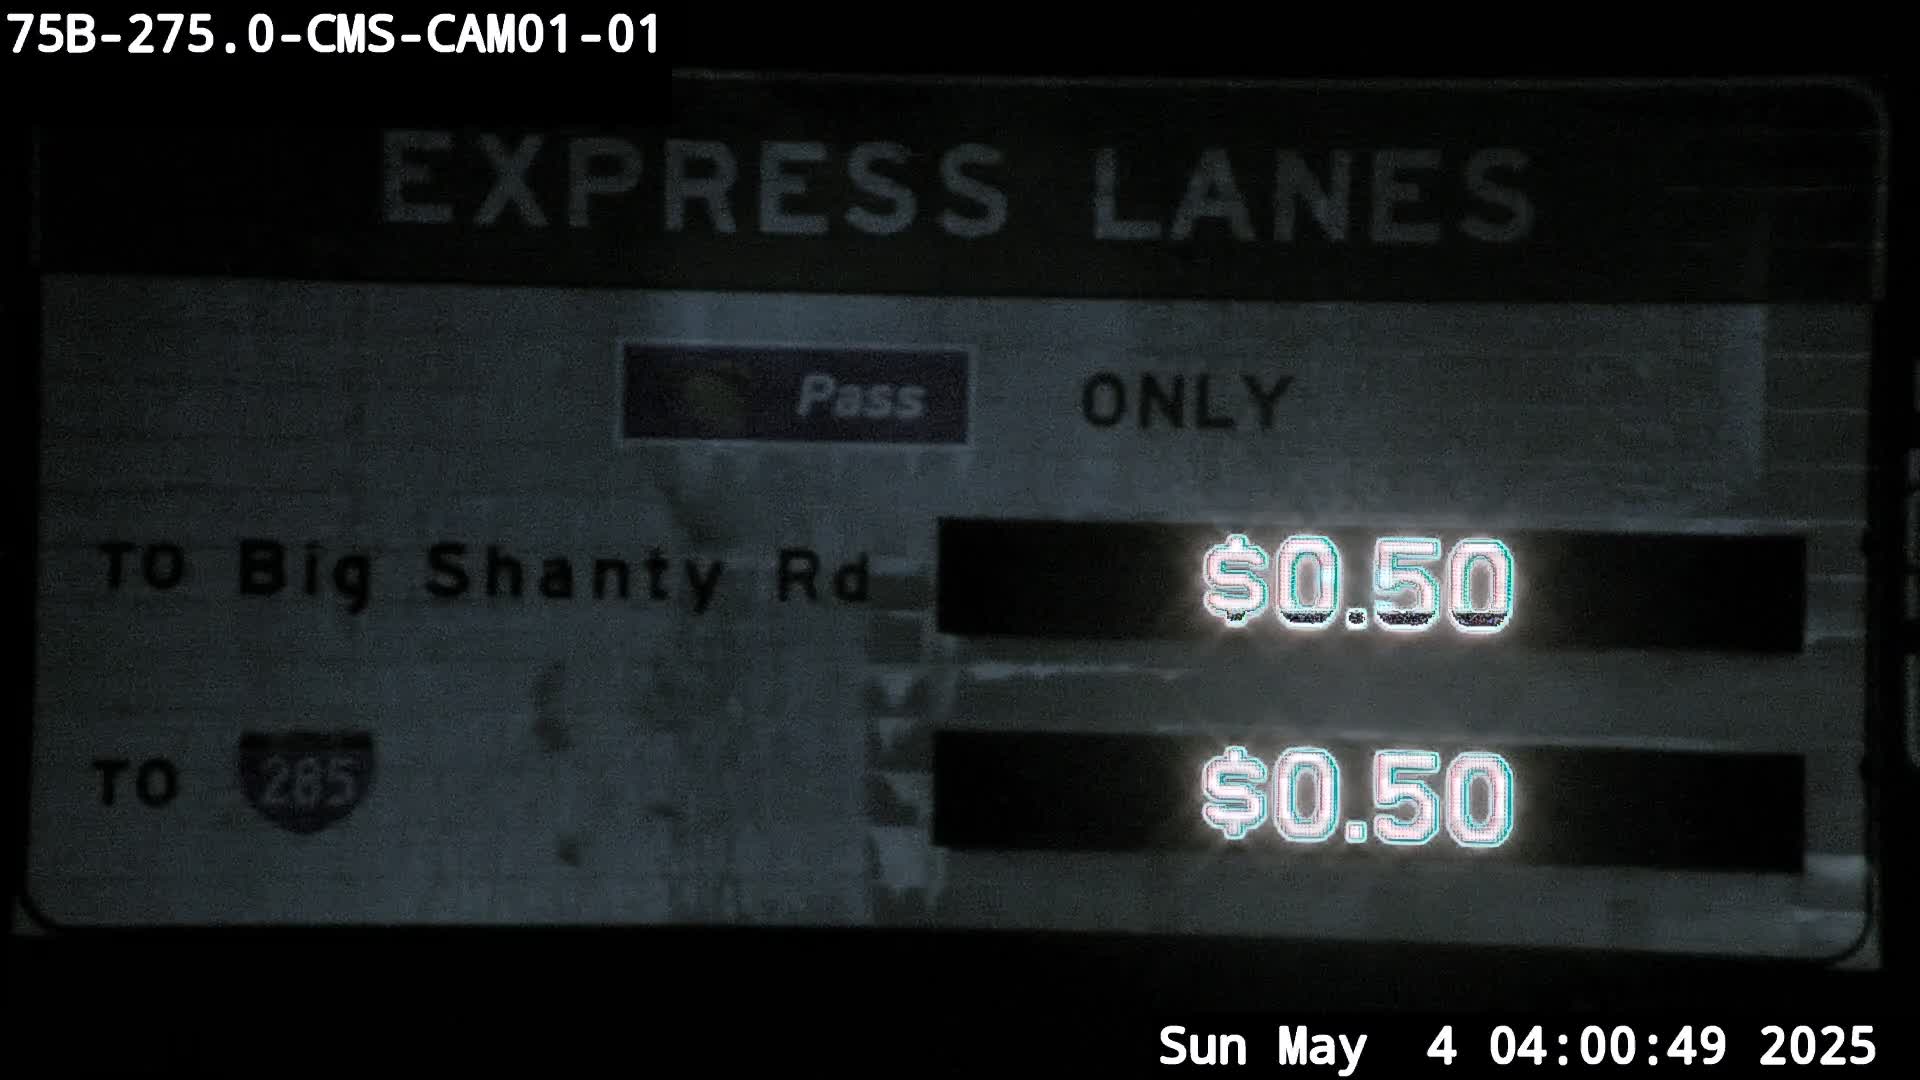 75B-275.0-CMS-CAM01-01
EXPRESS LANES
Pass ONLY
TO Big Shanty Rd $0.50
TO 285 $0.50
Sun May 4 04:00:49 2025